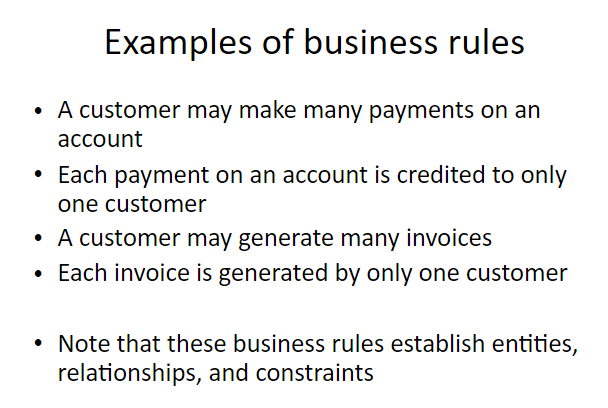 Examples of business rules
• A customer may make many payments on an
account
• Each payment on an account is credited to only
one customer
• A customer may generate many invoices
• Each invoice is generated by only one customer
• Note that these business rules establish entities,
relationships, and constraints